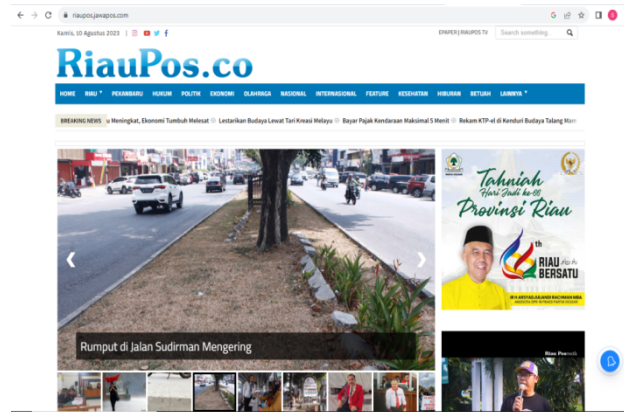 riaupos.jawapos.com
Kamis, 10 Agustus 2023
EPAPER | RIAUPOS TV
Search something..
RiauPos.co
HOME RIAU PEKANBARU HUKUM POLITIK EKONOMI OLAHRAGA NASIONAL INTERNASIONAL FEATURE KESEHATAN HIBURAN BETUAH LAINNYA
BREAKING NEWS u Meningkat, Ekonomi Tumbuh Melesat Lestarikan Budaya Lewat Tari Kreasi Melayu Bayar Pajak Kendaraan Maksimal 5 Menit Rekam KTP-el di Kenduri Budaya Talang Mam
Tahniah
Hari Jadi ke-66
Provinsi Riau
th
RIAU
BERSATU
Rumput di Jalan Sudirman Mengering
Riau Pos